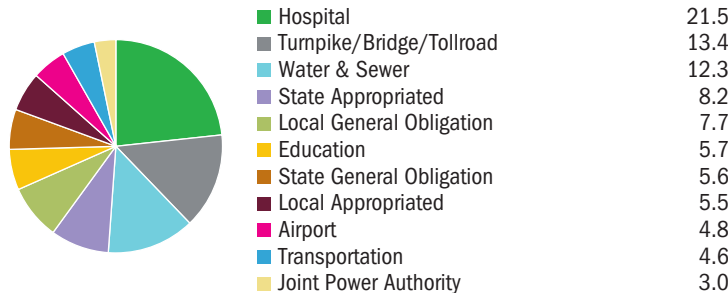 Hospital 21.5
Turnpike/Bridge/Tollroad 13.4
Water & Sewer 12.3
State Appropriated 8.2
Local General Obligation 7.7
Education 5.7
State General Obligation 5.6
Local Appropriated 5.5
Airport 4.8
Transportation 4.6
Joint Power Authority 3.0